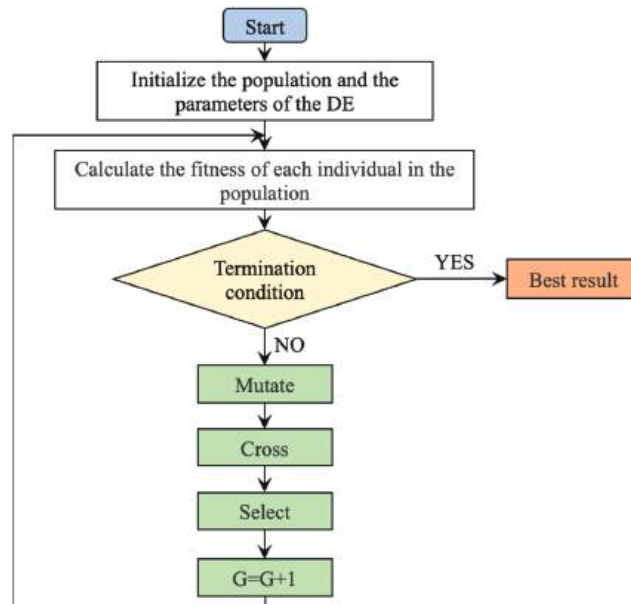 Start
Initialize the population and the
parameters of the DE
Calculate the fitness of each individual in the
population
Termination
condition
YES
Best result
NO
Mutate
Cross
Select
G=G+1